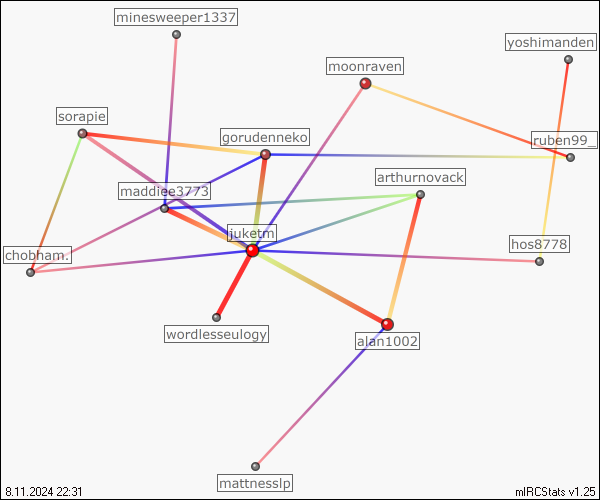 minesweeper1337
yoshimanden
moonraven
sorapie
gorudenneko
ruben99_
arthurnovack
maddiee3773
juketm
chobham.
hos8778
wordlesseulogy
alan1002
mattnesslp
8.11.2024 22:31
mIRCStats v1.25